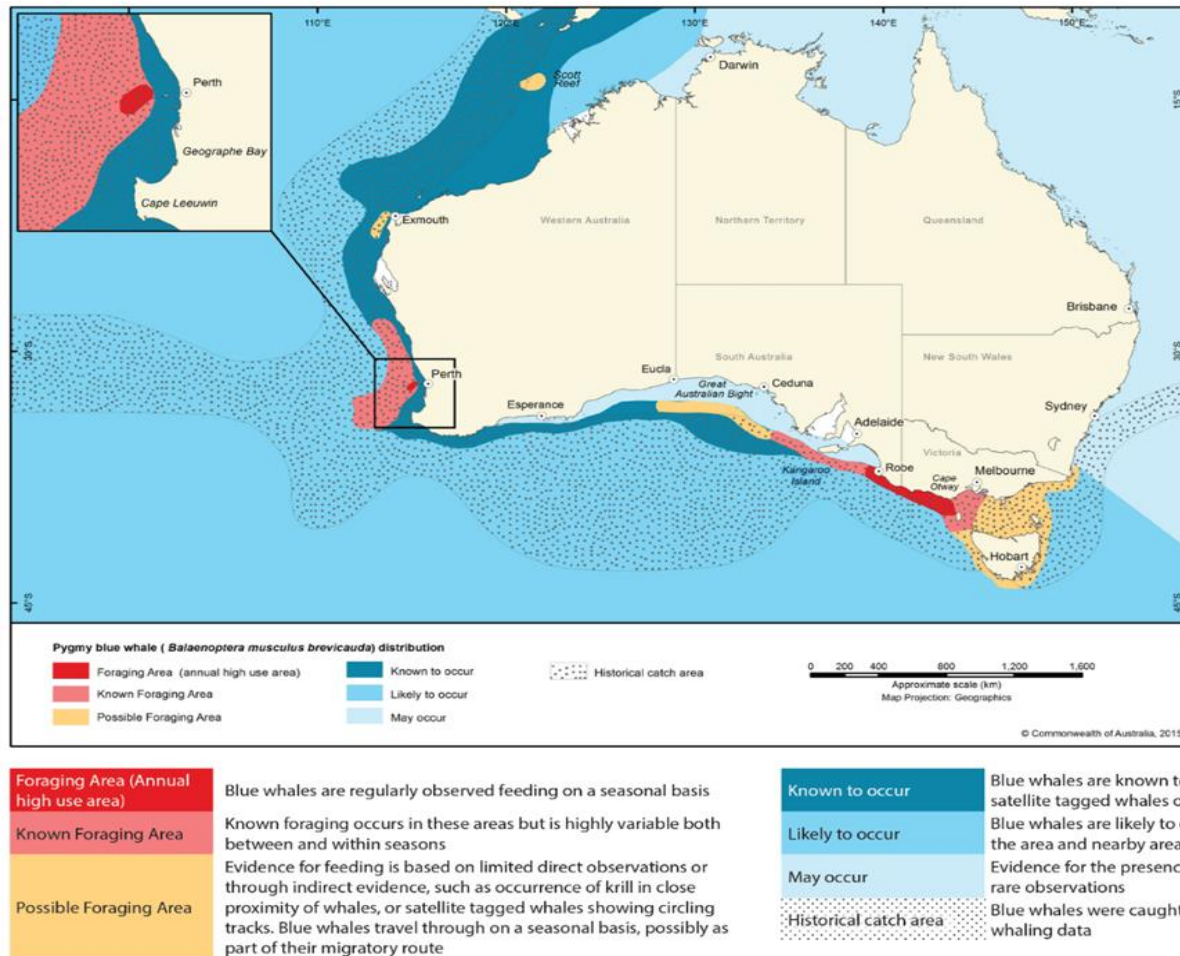 110°E
120°E
130°E
140°E
150°E
Perth
Geographe Bay
Cape Leeuwin
Scott
Reef
Darwin
15°S
Exmouth
Western Australia
Northern Territory
Queensland
Brisbane
30°S
30°S
South Australia
New South Wales
Perth
Eucla
Great
Australian Bight
Ceduna
Esperance
Sydney
Adelaide
Victoria
Robe
Cape
Otway
Melbourne
Kangaroo
Island
Hobart
45°S
45°S
Pygmy blue whale ( Balaenoptera musculus brevicauda) distribution
Foraging Area (annual high use area)
Known Foraging Area
Possible Foraging Area
Known to occur
Likely to occur
May occur
Historical catch area
0 200 400 800 1,200 1,600
Approximate scale (km)
Map Projection: Geographics
© Commonwealth of Australia, 2015
Foraging Area (Annual
high use area)
Blue whales are regularly observed feeding on a seasonal basis
Known Foraging Area
Known foraging occurs in these areas but is highly variable both
between and within seasons
Possible Foraging Area
Evidence for feeding is based on limited direct observations or
through indirect evidence, such as occurrence of krill in close
proximity of whales, or satellite tagged whales showing circling
tracks. Blue whales travel through on a seasonal basis, possibly as
part of their migratory route
Known to occur
Blue whales are known to
satellite tagged whales
Likely to occur
Blue whales are likely to
the area and nearby area
May occur
Evidence for the presenc
rare observations
Historical catch area
Blue whales were caught
whaling data